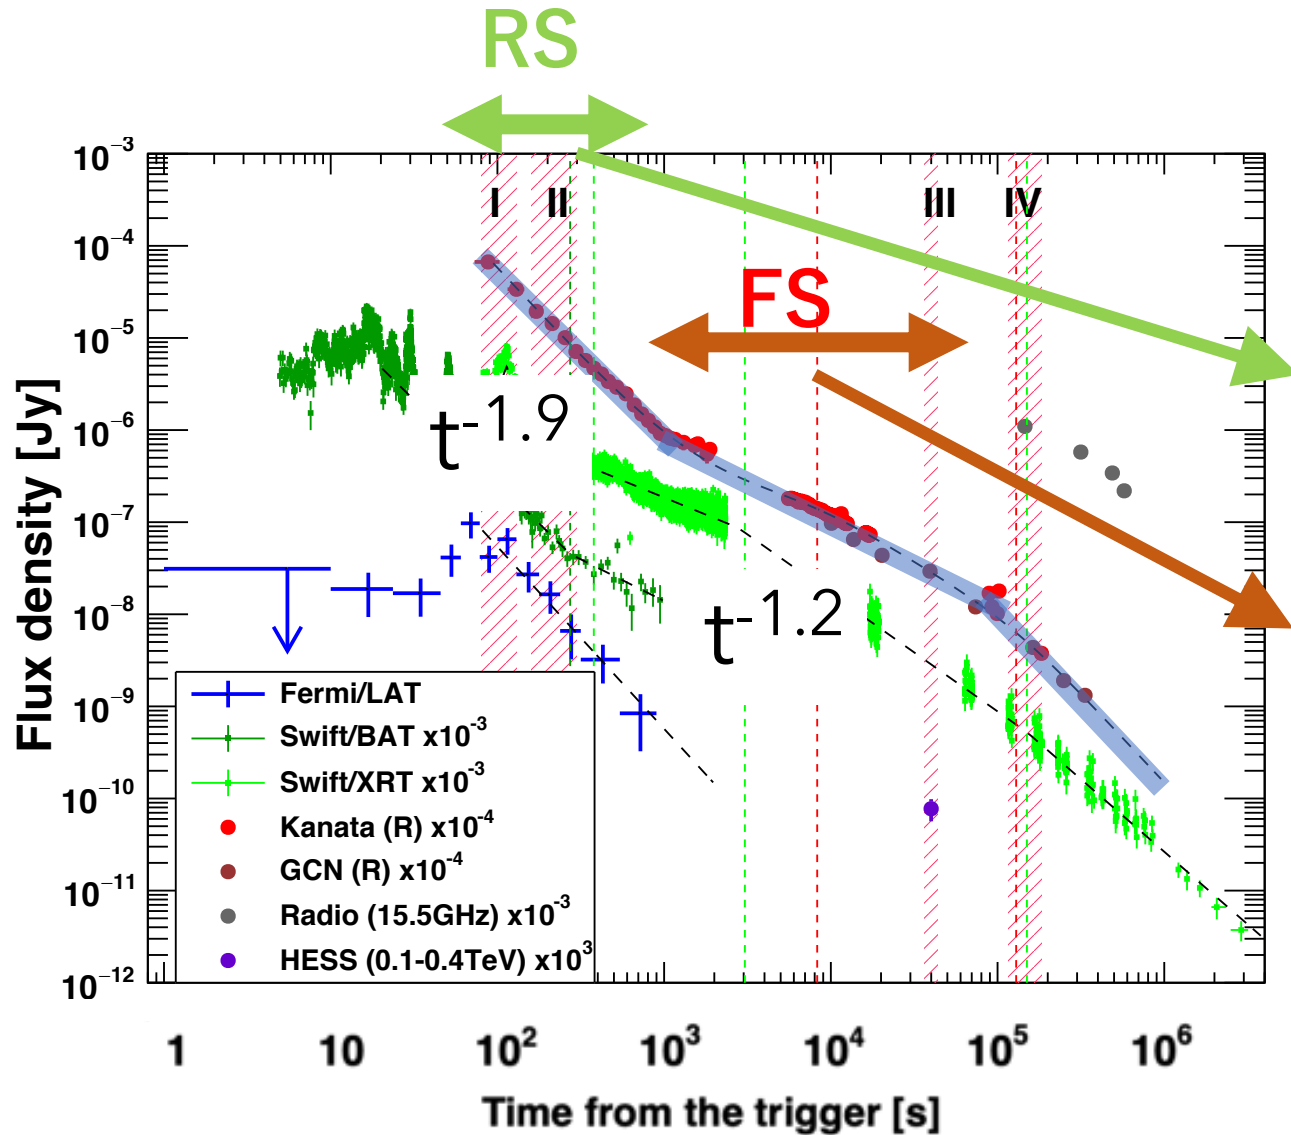 RS
10⁻³
I II III IV
10⁻⁴
FS
10⁻⁵
10⁻⁶
t⁻¹·⁹
10⁻⁷
10⁻⁸
t⁻¹·²
10⁻⁹
10⁻¹⁰
10⁻¹¹
10⁻¹²
Flux density [Jy]
Fermi/LAT
Swift/BAT x10⁻³
Swift/XRT x10⁻³
Kanata (R) x10⁻⁴
GCN (R) x10⁻⁴
Radio (15.5GHz) x10⁻³
HESS (0.1-0.4TeV) x10³
1 10 10² 10³ 10⁴ 10⁵ 10⁶
Time from the trigger [s]